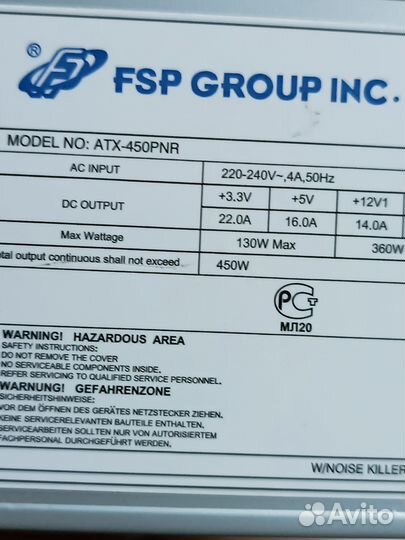 ® FSP GROUP INC.
MODEL NO: ATX-450PNR
AC INPUT 220-240V~,4A,50Hz
DC OUTPUT +3.3V +5V +12V1
22.0A 16.0A 14.0A
Max Wattage 130W Max 360W
output continuous shall not exceed 450W
РСТ
МЛ20
WARNING! HAZARDOUS AREA
SAFETY INSTRUCTIONS:
DO NOT REMOVE THE COVER
NO SERVICEABLE COMPONENTS INSIDE.
REFER SERVICING TO QUALIFIED SERVICE PERSONNEL.
WARNUNG! GEFAHRENZONE
SICHERHEITSHINWEISE:
VOR DEM ÖFFNEN DES GERÄTES NETZSTECKER ZIEHEN.
KEINE SERVICERELEVANTEN BAUTEILE ENTHALTEN.
SERVICEARBEITEN SOLLTEN NUR VON AUTORISIERTEM
FACHPERSONAL DURCHGEFÜHRT WERDEN.
W/NOISE KILLER
Avito